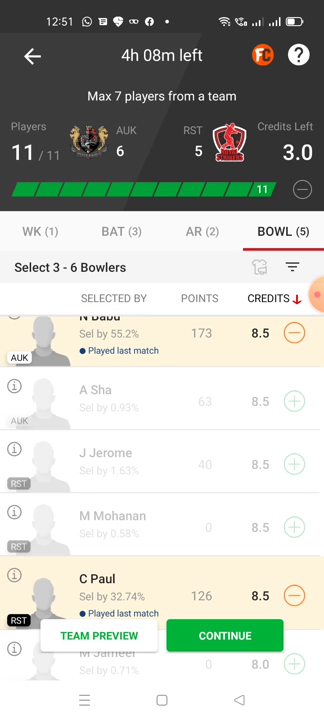 12:51
4h 08m left
FC
?
Max 7 players from a team
Players
AUK
RST
Credits Left
11 / 11
6
5
3.0
11
WK (1)
BAT (3)
AR (2)
BOWL (5)
Select 3 - 6 Bowlers
SELECTED BY
POINTS
CREDITS
N Babu
Sel by 55.2%
173
8.5
Played last match
AUK
A Sha
Sel by 0.93%
63
8.5
AUK
J Jerome
Sel by 1.63%
40
8.5
RST
M Mohanan
Sel by 0.58%
0
8.5
RST
C Paul
Sel by 32.74%
126
8.5
Played last match
RST
TEAM PREVIEW
CONTINUE
M Jameel
Sel by 0.71%
0
8.0